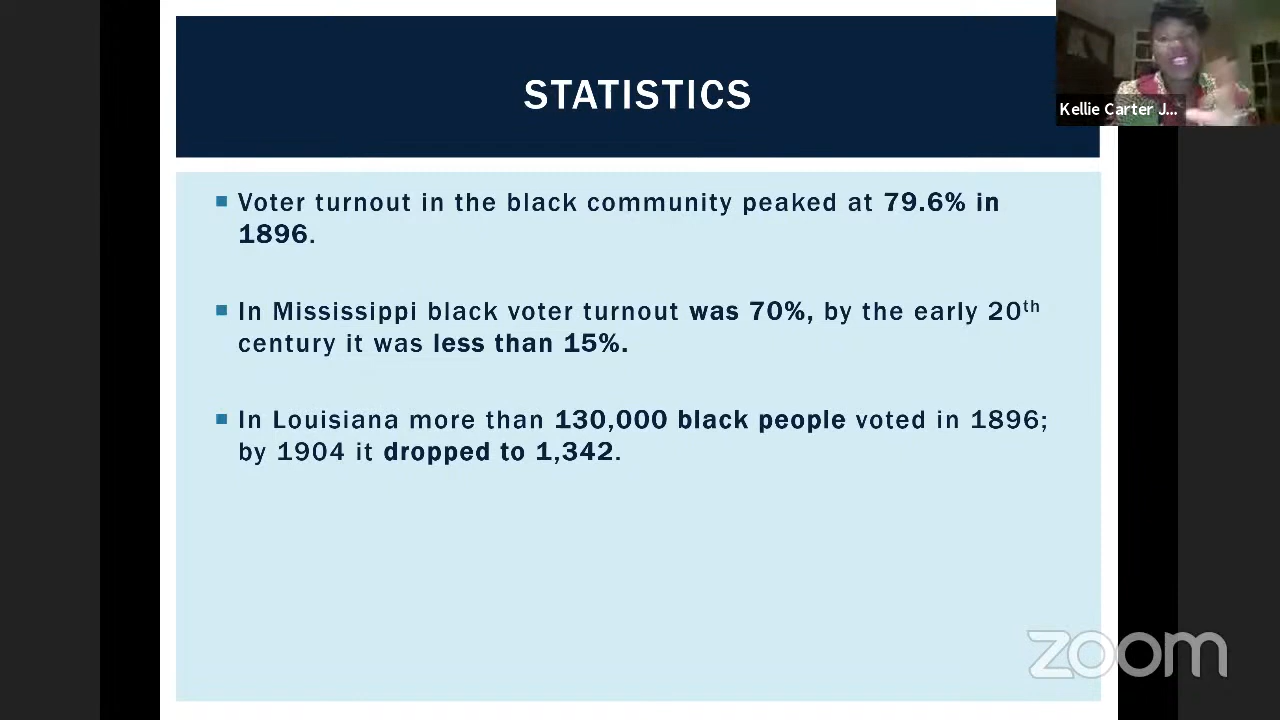 STATISTICS
Kellie Carter J...
▪ Voter turnout in the black community peaked at 79.6% in
1896.
▪ In Mississippi black voter turnout was 70%, by the early 20th
century it was less than 15%.
▪ In Louisiana more than 130,000 black people voted in 1896;
by 1904 it dropped to 1,342.
zoom